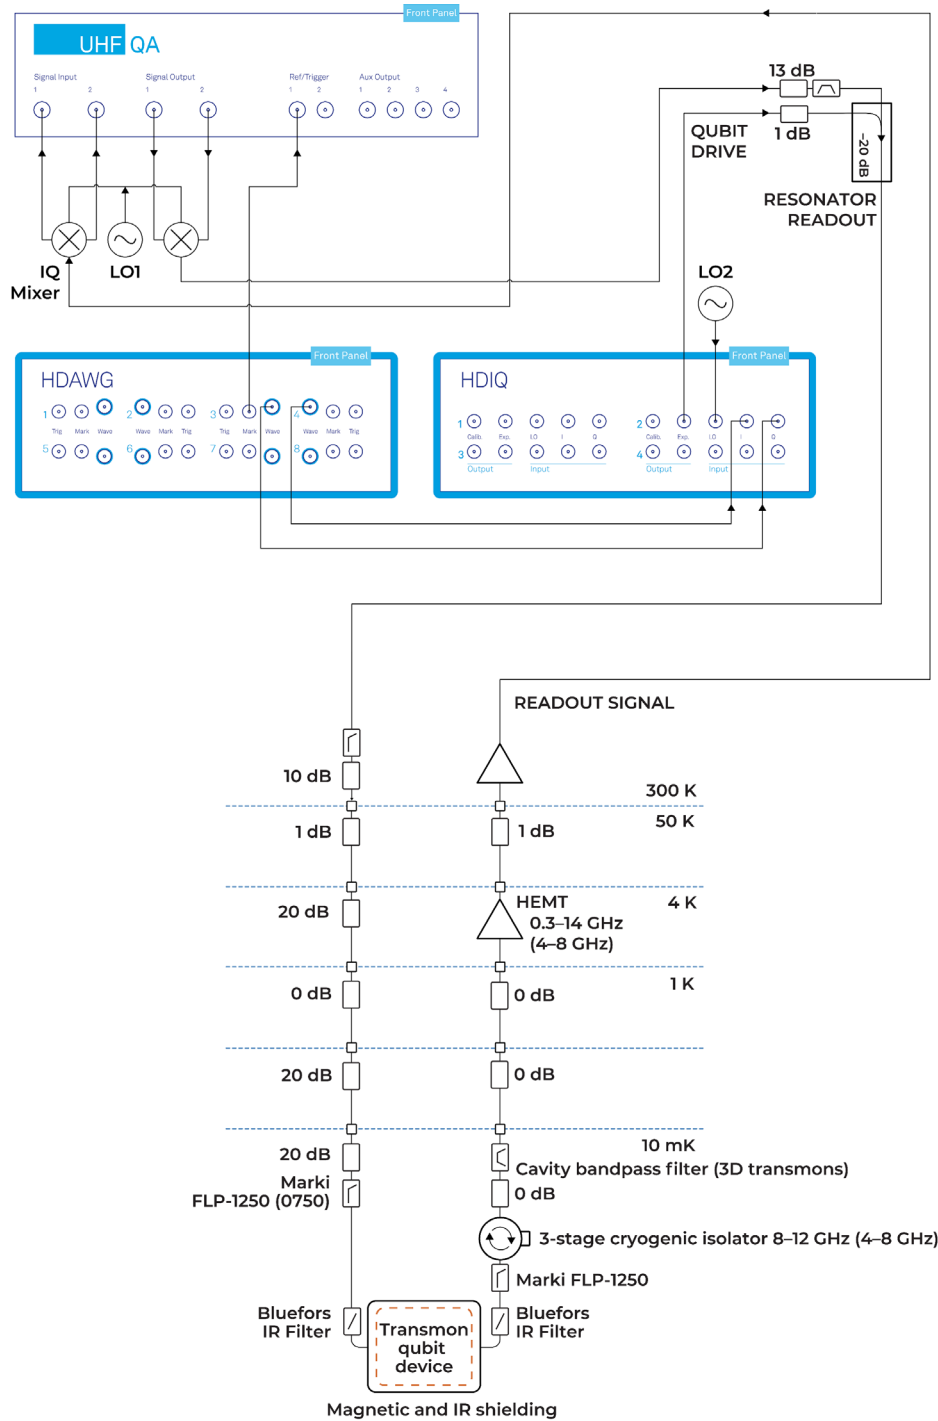 Front Panel
UHF QA
Signal Input
Signal Output
Ref/Trigger
Aux Output
1 2 1 2 1 2 1 2 3 4
13 dB
QUBIT
DRIVE
1 dB
-20 dB
RESONATOR
READOUT
IQ
Mixer
LO1
LO2
Front Panel
HDAWG
1 2 3 4
Trig Mark Wave Wave Mark Trig Trig Mark Wave Wave Mark Trig
5 6 7 8
Front Panel
HDIQ
1 2
Calib. Exp. LO I Q Calib. Exp. LO I Q
3 4
Output Input Output Input
READOUT SIGNAL
10 dB
300 K
50 K
1 dB
1 dB
HEMT
0.3–14 GHz
(4–8 GHz)
4 K
20 dB
1 K
0 dB
0 dB
20 dB
0 dB
10 mK
20 dB
Cavity bandpass filter (3D transmons)
Marki
FLP-1250 (0750)
0 dB
3-stage cryogenic isolator 8–12 GHz (4–8 GHz)
Marki FLP-1250
Bluefors
IR Filter
Bluefors
IR Filter
Transmon
qubit
device
Magnetic and IR shielding